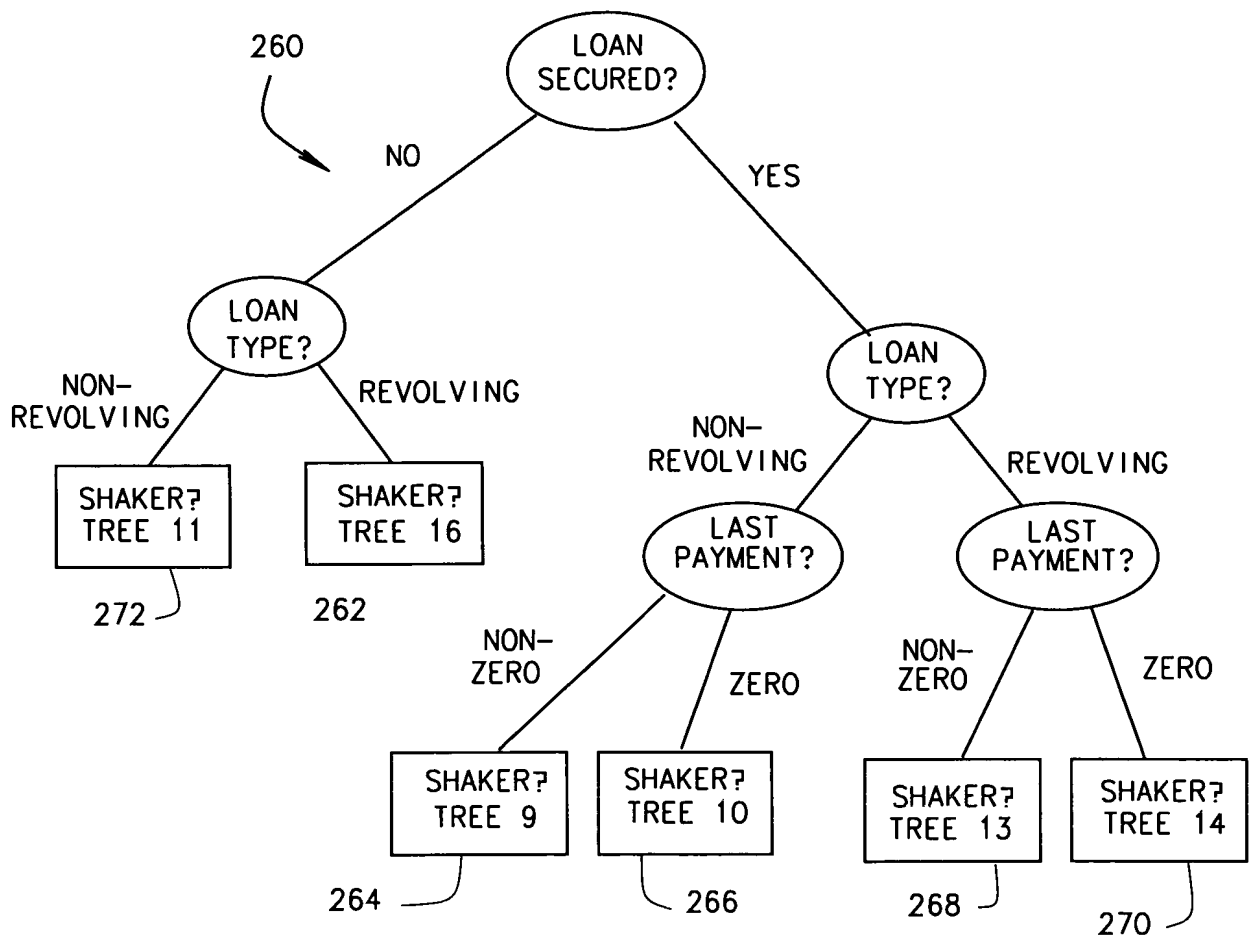 260
LOAN
SECURED?
NO
YES
LOAN
TYPE?
LOAN
TYPE?
NON-
REVOLVING
REVOLVING
NON-
REVOLVING
REVOLVING
SHAKER?
TREE 11
SHAKER?
TREE 16
LAST
PAYMENT?
LAST
PAYMENT?
272
262
NON-
ZERO
ZERO
NON-
ZERO
ZERO
SHAKER?
TREE 9
SHAKER?
TREE 10
SHAKER?
TREE 13
SHAKER?
TREE 14
264
266
268
270